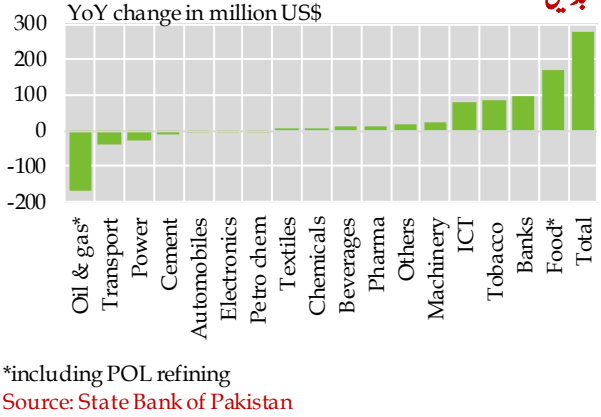 YoY change in million US$
300
200
100
0
-100
-200
Oil & gas*
Transport
Power
Cement
Automobiles
Electronics
Petro chem
Textiles
Chemicals
Beverages
Pharma
Others
Machinery
ICT
Tobacco
Banks
Food*
Total
*including POL refining
Source: State Bank of Pakistan